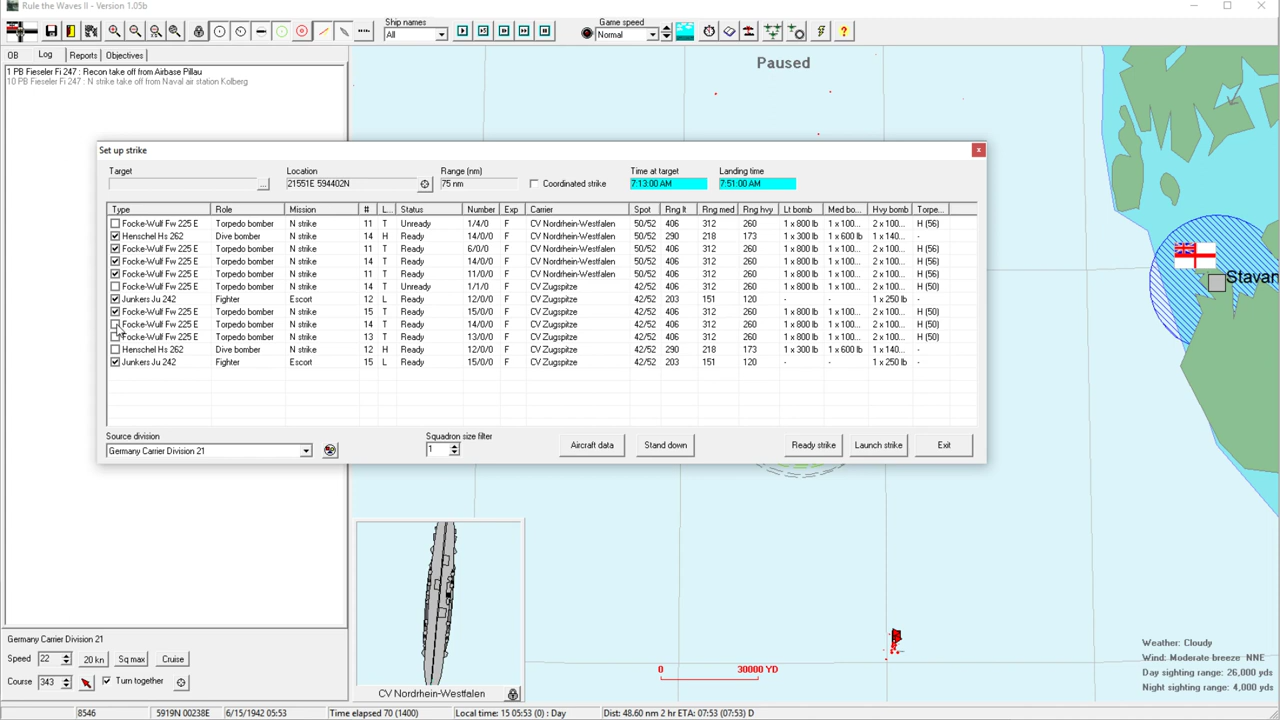 Rule the Waves II - Version 1.05b
Ship names
All
Game speed
Normal
OB Log Reports Objectives
1 PB Fieseler Fi 247 : Recon take off from Airbase Pillau
10 PB Fieseler Fi 247 : N strike take off from Naval air station Kolberg
Paused
Set up strike
Target Location Range (nm) Time at target Landing time
... 21551E 594402N 75 nm Coordinated strike 7:13:00 AM 7:51:00 AM
Type Role Mission # L... Status Number Exp Carrier Spot Rng lt Rng med Rng hvy Lt bomb Med bo... Hvy bomb Torpe...
Focke-Wulf Fw 225 E Torpedo bomber N strike 11 T Unready 1/4/0 F CV Nordrhein-Westfalen 50/52 406 312 260 1 x 800 lb 1 x 100... 2 x 100... H (56)
Henschel Hs 262 Dive bomber N strike 14 H Ready 14/0/0 F CV Nordrhein-Westfalen 50/52 290 218 173 1 x 300 lb 1 x 600 lb 1 x 140... -
Focke-Wulf Fw 225 E Torpedo bomber N strike 11 T Ready 6/0/0 F CV Nordrhein-Westfalen 50/52 406 312 260 1 x 800 lb 1 x 100... 2 x 100... H (56)
Focke-Wulf Fw 225 E Torpedo bomber N strike 14 T Ready 14/0/0 F CV Nordrhein-Westfalen 50/52 406 312 260 1 x 800 lb 1 x 100... 2 x 100... H (56)
Focke-Wulf Fw 225 E Torpedo bomber N strike 11 T Ready 11/0/0 F CV Nordrhein-Westfalen 50/52 406 312 260 1 x 800 lb 1 x 100... 2 x 100... H (56)
Focke-Wulf Fw 225 E Torpedo bomber N strike 14 T Unready 1/1/0 F CV Zugspitze 42/52 406 312 260 1 x 800 lb 1 x 100... 2 x 100... H (50)
Junkers Ju 242 Fighter Escort 12 L Ready 12/0/0 F CV Zugspitze 42/52 203 151 120 - - 1 x 250 lb -
Focke-Wulf Fw 225 E Torpedo bomber N strike 15 T Ready 15/0/0 F CV Zugspitze 42/52 406 312 260 1 x 800 lb 1 x 100... 2 x 100... H (50)
Focke-Wulf Fw 225 E Torpedo bomber N strike 14 T Ready 14/0/0 F CV Zugspitze 42/52 406 312 260 1 x 800 lb 1 x 100... 2 x 100... H (50)
Focke-Wulf Fw 225 E Torpedo bomber N strike 13 T Ready 13/0/0 F CV Zugspitze 42/52 406 312 260 1 x 800 lb 1 x 100... 2 x 100... H (50)
Henschel Hs 262 Dive bomber N strike 12 H Ready 12/0/0 F CV Zugspitze 42/52 290 218 173 1 x 300 lb 1 x 600 lb 1 x 140... -
Junkers Ju 242 Fighter Escort 15 L Ready 15/0/0 F CV Zugspitze 42/52 203 151 120 - - 1 x 250 lb -
Source division Squadron size filter
Germany Carrier Division 21 1 Aircraft data Stand down Ready strike Launch strike Exit
Stavan
Germany Carrier Division 21
Speed 22 20 kn Sq max Cruise
Course 343 Turn together
CV Nordrhein-Westfalen
0 30000 YD
Weather: Cloudy
Wind: Moderate breeze NNE
Day sighting range: 26,000 yds
Night sighting range: 4,000 yds
8546 5919N 00238E 6/15/1942 05:53 Time elapsed 70 (1400) Local time: 15 05:53 (0) : Day Dist: 48.60 nm 2 hr ETA: 07:53 (07:53) D